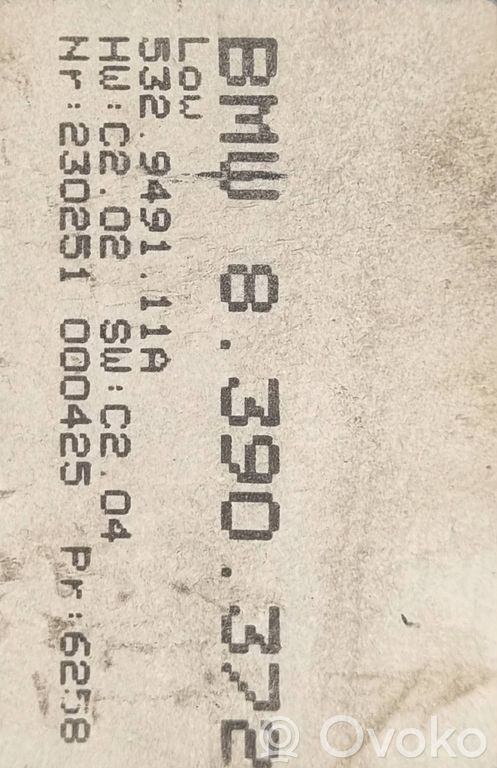 BMW 8.390.372
LOW
532.9491.11A
HW:C2.02 SW:C2.04
Nr:230251 000425 Pr:6258
Ovoko